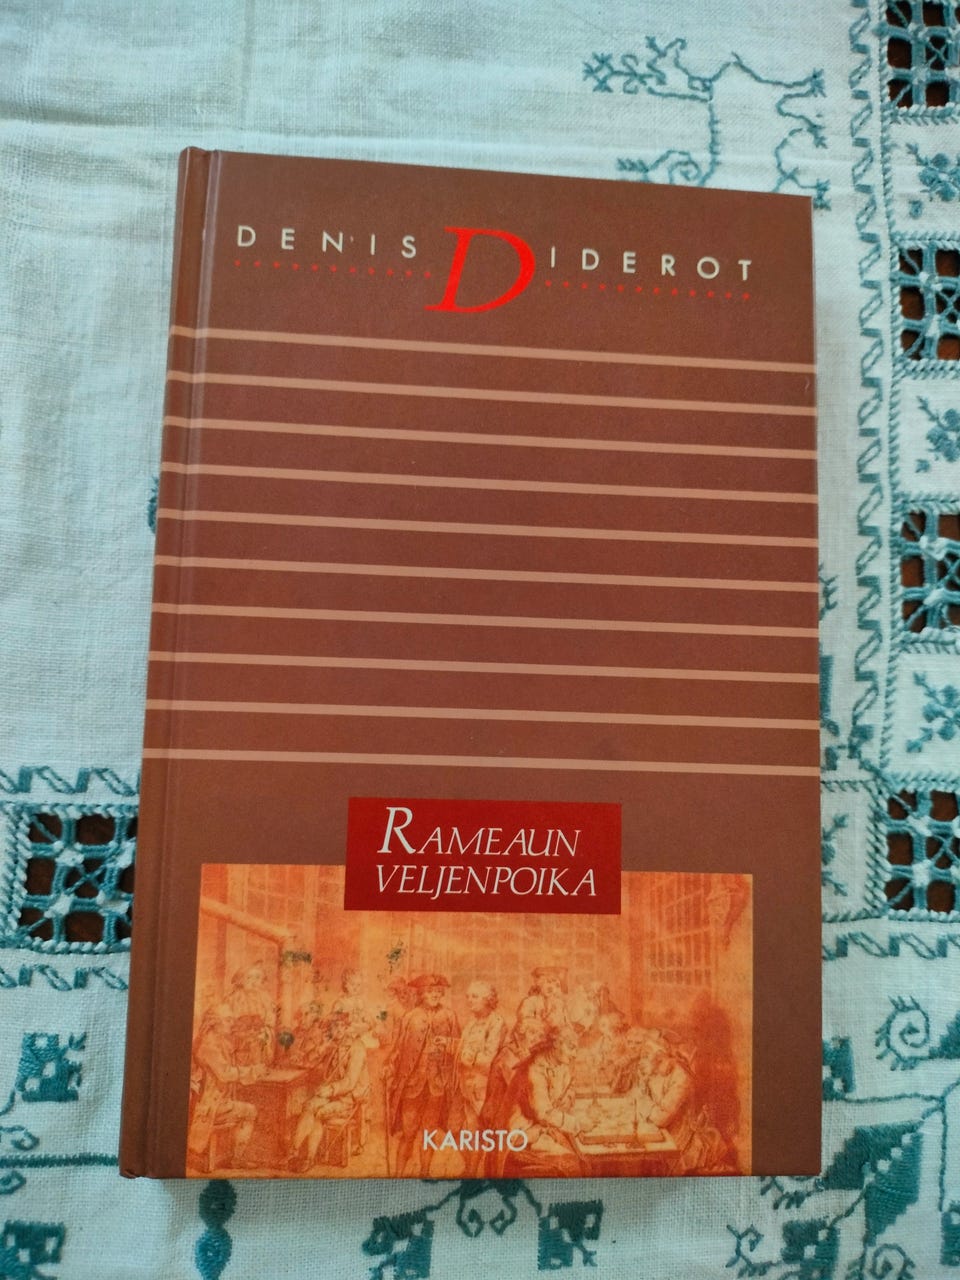 DENIS DIDEROT
RAMEAUN
VELJENPOIKA
KARISTO